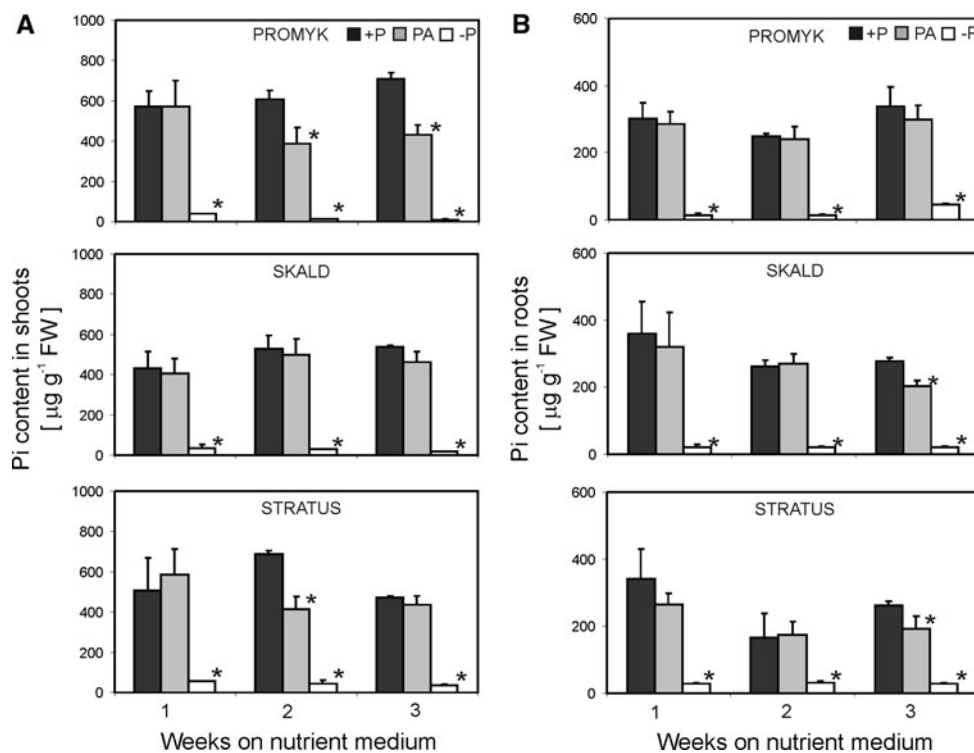 A
PROMYK +P PA -P
1000
800
600
400
200
0
* * * * *
SKALD
1000
800
600
400
200
0
* * *
STRATUS
1000
800
600
400
200
0
* * * *
1 2 3
Weeks on nutrient medium
Pi content in shoots
[ µg g-1 FW ]
B
PROMYK +P PA -P
600
400
200
0
* * *
SKALD
600
400
200
0
* * * *
STRATUS
600
400
200
0
* * * *
1 2 3
Weeks on nutrient medium
Pi content in roots
[ µg g-1 FW ]